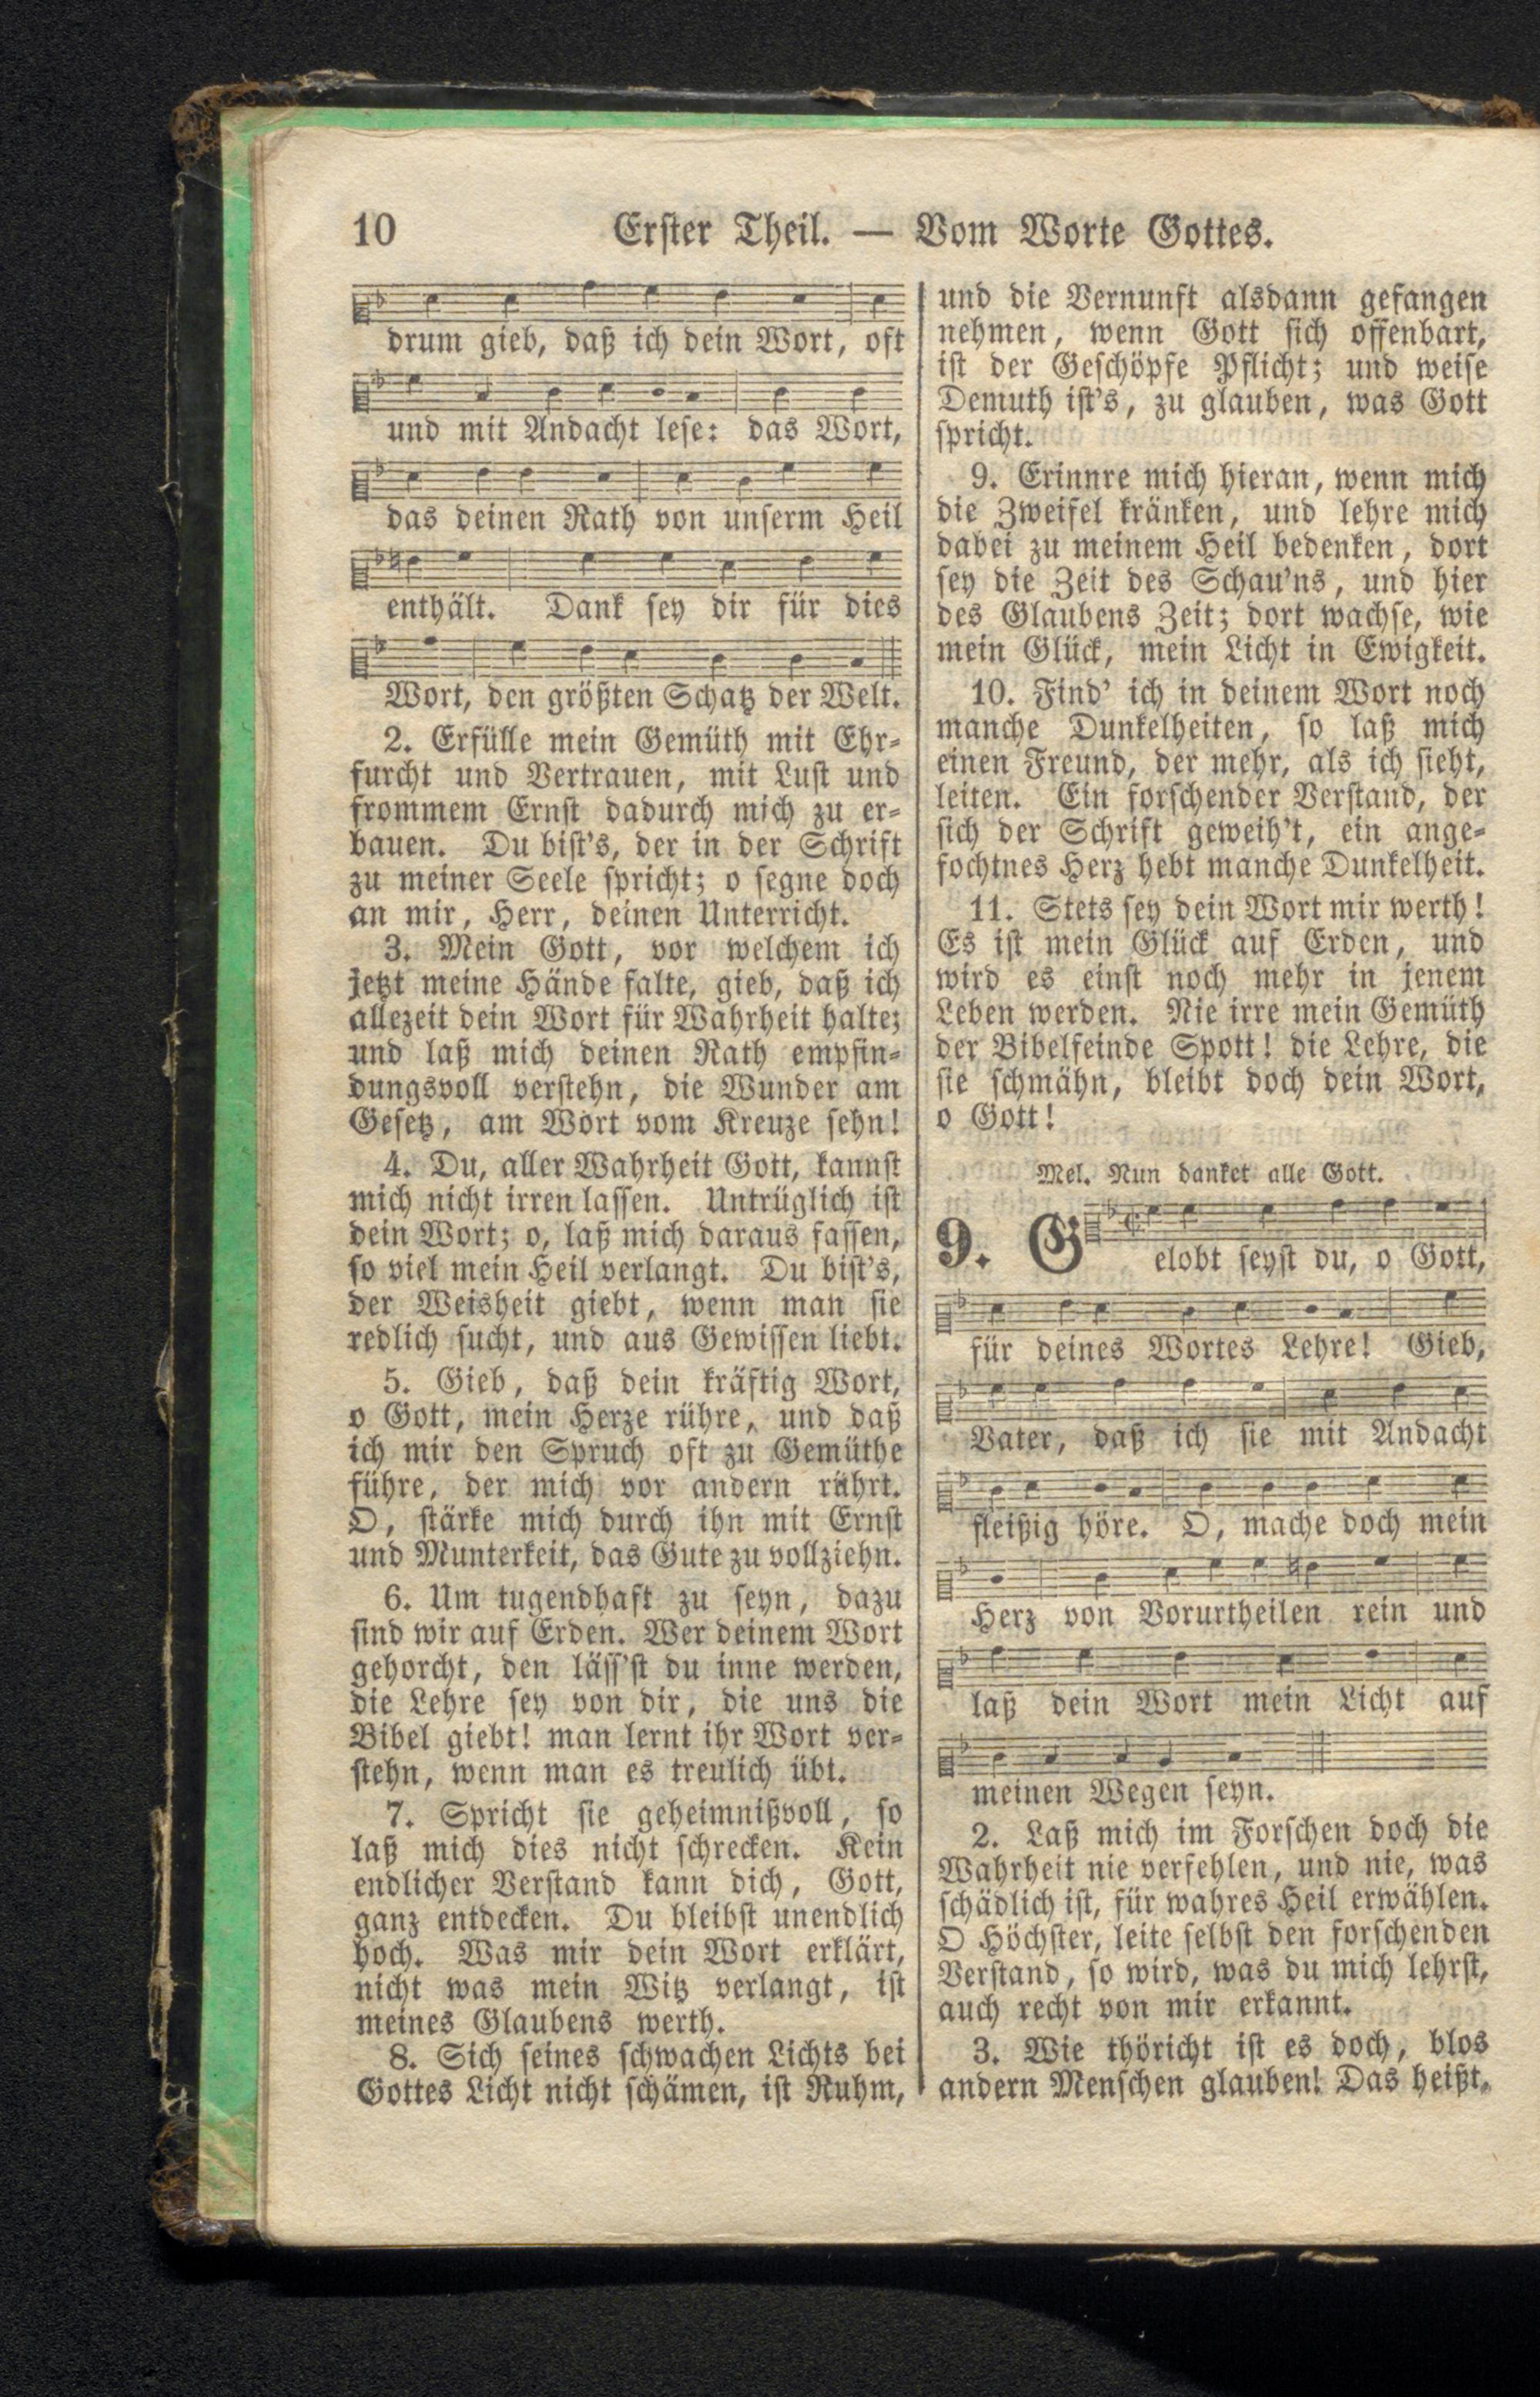 10 Erster Theil. — Vom Worte Gottes.
drum gieb, daß ich dein Wort, oft
und mit Andacht lese: das Wort,
das deinen Rath von unserm Heil
enthält. Dank sey dir für dies
Wort, den größten Schatz der Welt.
2. Erfülle mein Gemüth mit Ehr-
furcht und Vertrauen, mit Lust und
frommem Ernst dadurch mich zu er-
bauen. Du bist's, der in der Schrift
zu meiner Seele spricht; o segne doch
an mir, Herr, deinen Unterricht.
3. Mein Gott, vor welchem ich
jetzt meine Hände falte, gieb, daß ich
allezeit dein Wort für Wahrheit halte;
und laß mich deinen Rath empfin-
dungsvoll verstehn, die Wunder am
Gesetz, am Wort vom Kreuze sehn!
4. Du, aller Wahrheit Gott, kannst
mich nicht irren lassen. Untrüglich ist
dein Wort; o, laß mich daraus fassen,
so viel mein Heil verlangt. Du bist's,
der Weisheit giebt, wenn man sie
redlich sucht, und aus Gewissen liebt.
5. Gieb, daß dein kräftig Wort,
o Gott, mein Herze rühre, und daß
ich mir den Spruch oft zu Gemüthe
führe, der mich vor andern rührt.
O, stärke mich durch ihn mit Ernst
und Munterkeit, das Gute zu vollziehn.
6. Um tugendhaft zu seyn, dazu
sind wir auf Erden. Wer deinem Wort
gehorcht, den läss'st du inne werden,
die Lehre sey von dir, die uns die
Bibel giebt! man lernt ihr Wort ver-
stehn, wenn man es treulich übt.
7. Spricht sie geheimnißvoll, so
laß mich dies nicht schrecken. Kein
endlicher Verstand kann dich, Gott,
ganz entdecken. Du bleibst unendlich
hoch. Was mir dein Wort erklärt,
nicht was mein Witz verlangt, ist
meines Glaubens werth.
8. Sich seines schwachen Lichts bei
Gottes Licht nicht schämen, ist Ruhm,
und die Vernunft alsdann gefangen
nehmen, wenn Gott sich offenbart,
ist der Geschöpfe Pflicht; und weise
Demuth ist's, zu glauben, was Gott
spricht.
9. Erinnre mich hieran, wenn mich
die Zweifel kränken, und lehre mich
dabei zu meinem Heil bedenken, dort
sey die Zeit des Schau'ns, und hier
des Glaubens Zeit; dort wachse, wie
mein Glück, mein Licht in Ewigkeit.
10. Find' ich in deinem Wort noch
manche Dunkelheiten, so laß mich
einen Freund, der mehr, als ich sieht,
leiten. Ein forschender Verstand, der
sich der Schrift geweih't, ein ange-
fochtnes Herz hebt manche Dunkelheit.
11. Stets sey dein Wort mir werth!
Es ist mein Glück auf Erden, und
wird es einst noch mehr in jenem
Leben werden. Nie irre mein Gemüth
der Bibelfeinde Spott! die Lehre, die
sie schmähn, bleibt doch dein Wort,
o Gott!
Mel. Nun danket alle Gott.
9. Gelobt seyst du, o Gott,
für deines Wortes Lehre! Gieb,
Vater, daß ich sie mit Andacht
fleißig höre. O, mache doch mein
Herz von Vorurtheilen rein und
laß dein Wort mein Licht auf
meinen Wegen seyn.
2. Laß mich im Forschen doch die
Wahrheit nie verfehlen, und nie, was
schädlich ist, für wahres Heil erwählen.
O Höchster, leite selbst den forschenden
Verstand, so wird, was du mich lehrst,
auch recht von mir erkannt.
3. Wie thöricht ist es doch, blos
andern Menschen glauben! Das heißt,